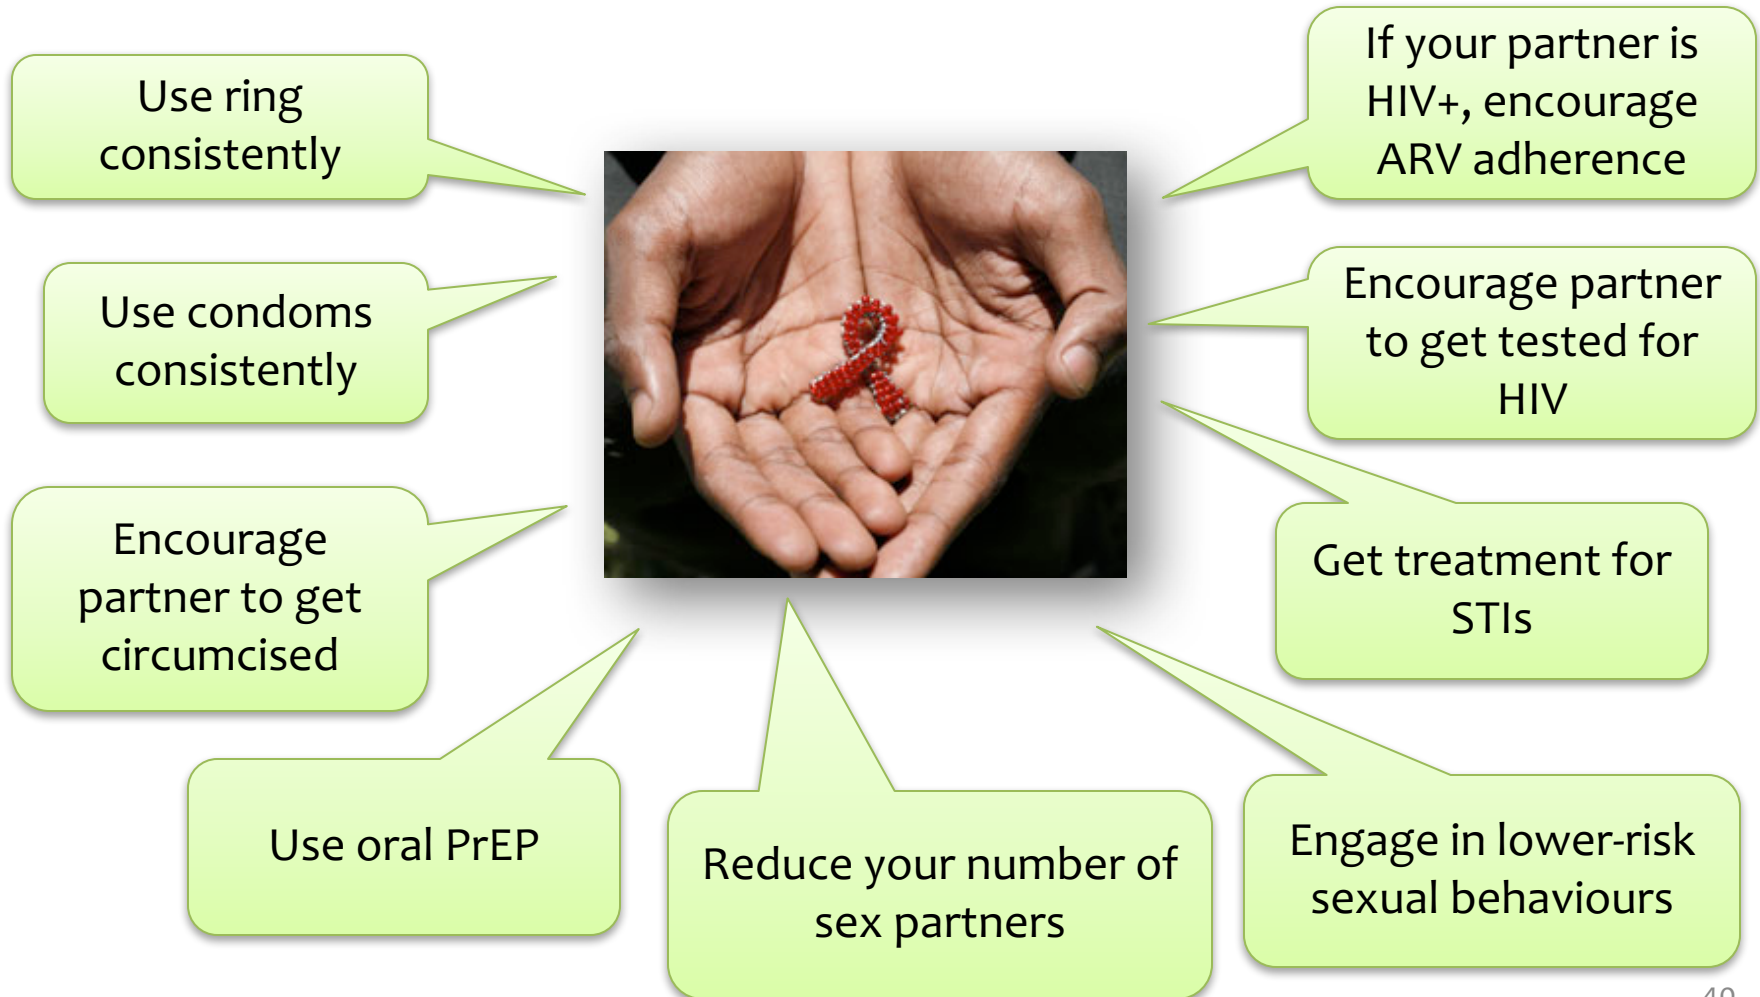 Use ring
consistently
Use condoms
consistently
Encourage
partner to get
circumcised
Use oral PrEP
Reduce your number of
sex partners
Engage in lower-risk
sexual behaviours
Get treatment for
STIs
Encourage partner
to get tested for
HIV
If your partner is
HIV+, encourage
ARV adherence
40